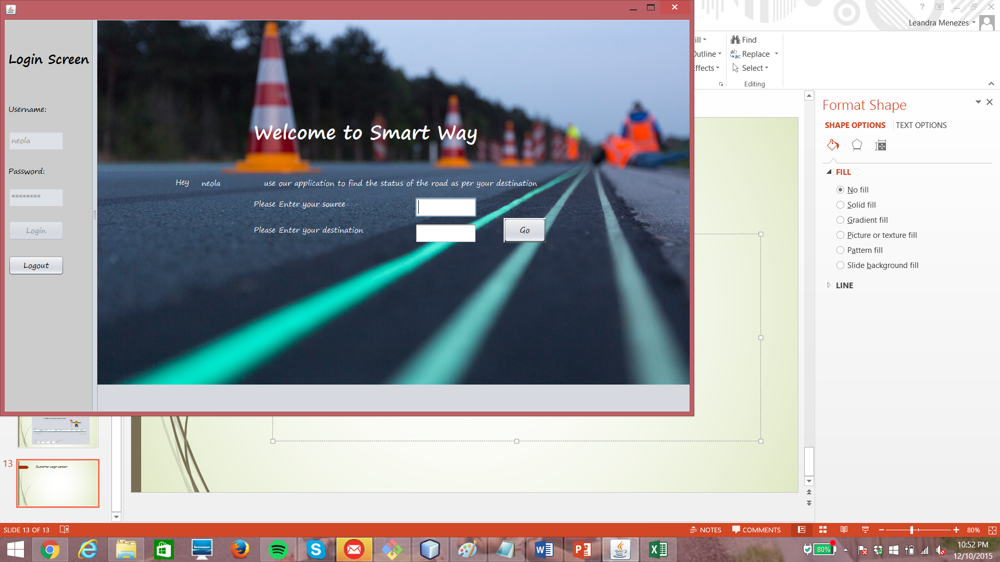 Login Screen
Username:
neola
Password:
********
Login
Logout
Welcome to Smart Way
Hey neola use our application to find the status of the road as per your destination
Please Enter your source
Please Enter your destination
Go
?
Leandra Menezes
ill
Outline
Effects
Find
Replace
Select
Editing
Format Shape
SHAPE OPTIONS
TEXT OPTIONS
FILL
No fill
Solid fill
Gradient fill
Picture or texture fill
Pattern fill
Slide background fill
LINE
13
Customer Login screen
SLIDE 13 OF 13
NOTES
COMMENTS
80%
lenovo
80%
10:52 PM
12/10/2015